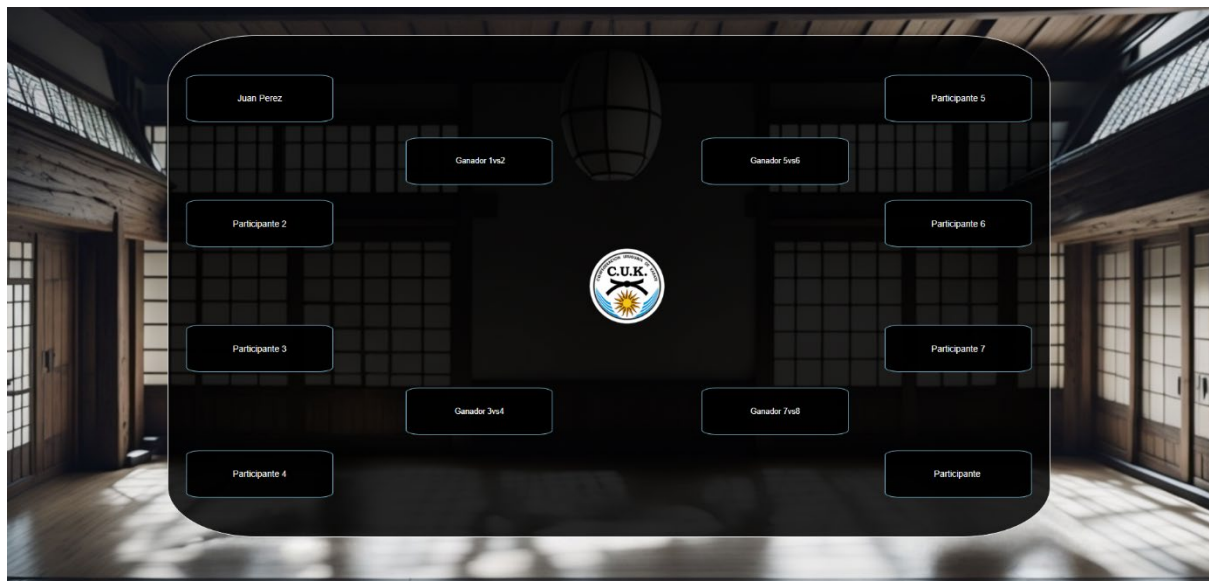 Juan Perez
Participante 5
Ganador 1vs2
Ganador 5vs6
Participante 2
Participante 6
C.U.K.
Participante 3
Participante 7
Ganador 3vs4
Ganador 7vs8
Participante 4
Participante